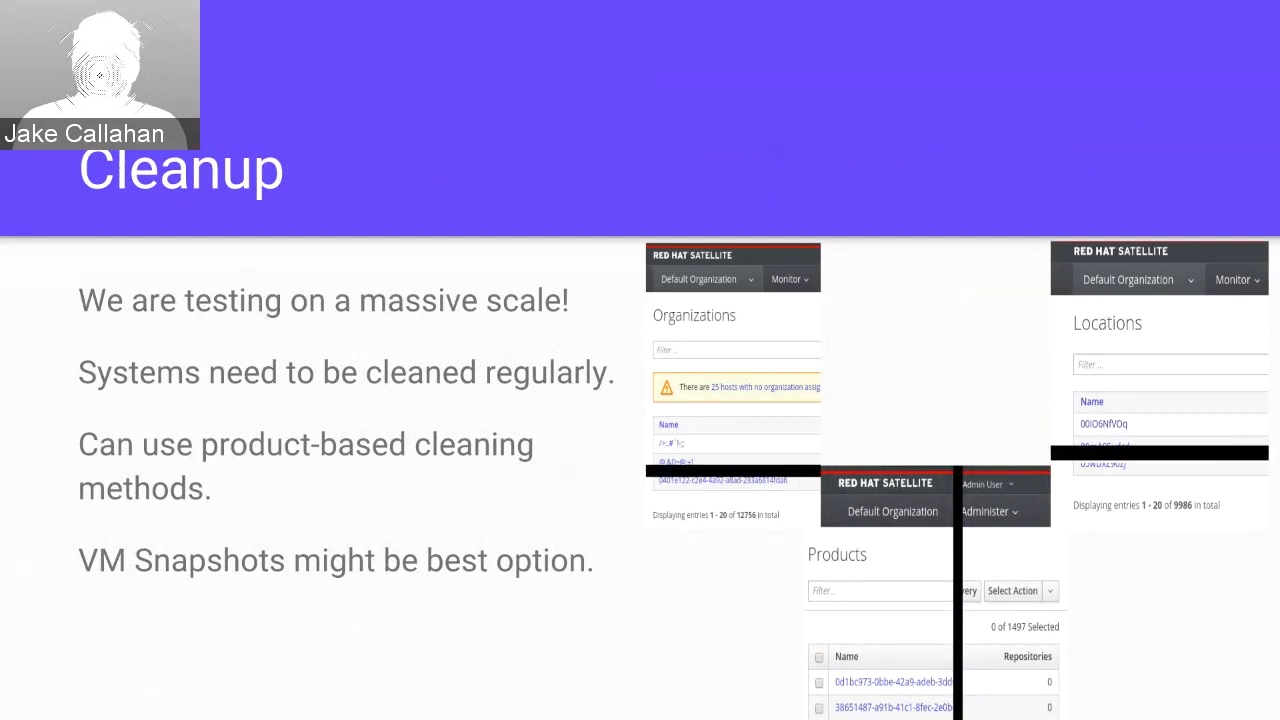 Jake Callahan
Cleanup
We are testing on a massive scale!
Systems need to be cleaned regularly.
Can use product-based cleaning
methods.
VM Snapshots might be best option.
RED HAT SATELLITE
Default Organization
Monitor
Organizations
Filter ...
There are 25 hosts with no organization assig
Name
/>:.#`!-;;
0401e122-c2e4-4a92-a8ad-233a6814fda6
Displaying entries 1 - 20 of 12756 in total
RED HAT SATELLITE
Default Organization
Monitor
Locations
Filter ...
Name
00IO6NfVOq
Displaying entries 1 - 20 of 9986 in total
RED HAT SATELLITE
Admin User
Default Organization
Administer
Products
Filter...
very
Select Action
0 of 1497 Selected
Name
Repositories
0d1bc973-0bbe-42a9-adeb-3dd
0
38651487-a91b-41c1-8fec-2e0b
0